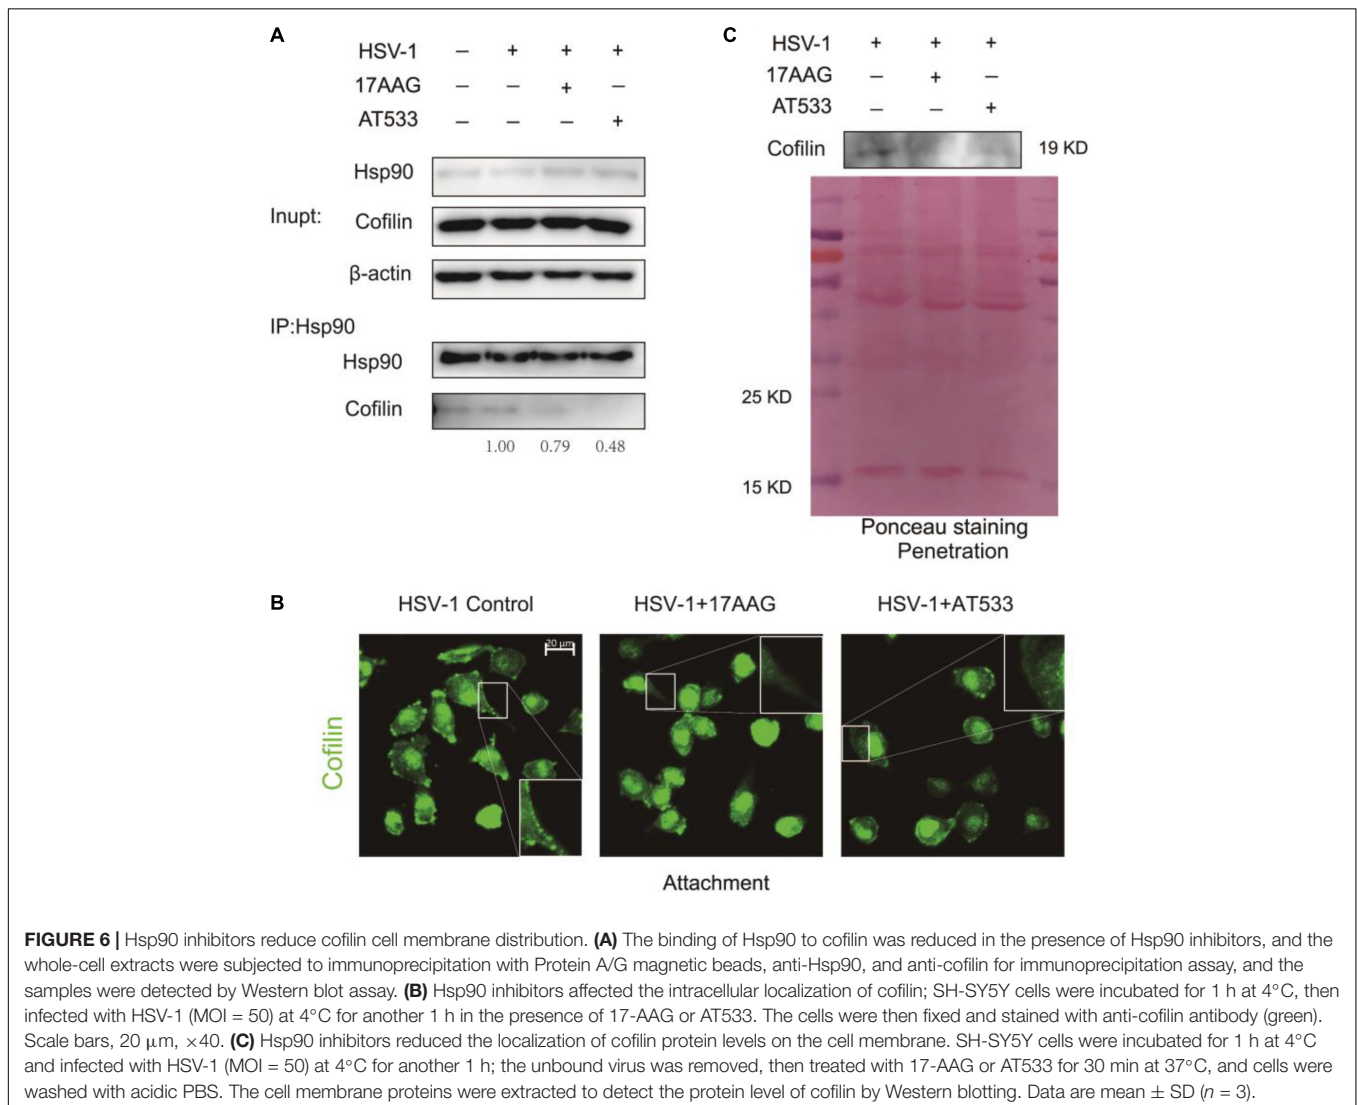 A
HSV-1 – + + +
17AAG – – + –
AT533 – – – +
Hsp90
Inupt: Cofilin
β-actin
IP:Hsp90
Hsp90
Cofilin
1.00 0.79 0.48
C
HSV-1 + + +
17AAG – + –
AT533 – – +
Cofilin 19 KD
25 KD
15 KD
Ponceau staining
Penetration
B
HSV-1 Control HSV-1+17AAG HSV-1+AT533
20 μm
Cofilin
Attachment
FIGURE 6 | Hsp90 inhibitors reduce cofilin cell membrane distribution. (A) The binding of Hsp90 to cofilin was reduced in the presence of Hsp90 inhibitors, and the
whole-cell extracts were subjected to immunoprecipitation with Protein A/G magnetic beads, anti-Hsp90, and anti-cofilin for immunoprecipitation assay, and the
samples were detected by Western blot assay. (B) Hsp90 inhibitors affected the intracellular localization of cofilin; SH-SY5Y cells were incubated for 1 h at 4°C, then
infected with HSV-1 (MOI = 50) at 4°C for another 1 h in the presence of 17-AAG or AT533. The cells were then fixed and stained with anti-cofilin antibody (green).
Scale bars, 20 μm, ×40. (C) Hsp90 inhibitors reduced the localization of cofilin protein levels on the cell membrane. SH-SY5Y cells were incubated for 1 h at 4°C
and infected with HSV-1 (MOI = 50) at 4°C for another 1 h; the unbound virus was removed, then treated with 17-AAG or AT533 for 30 min at 37°C, and cells were
washed with acidic PBS. The cell membrane proteins were extracted to detect the protein level of cofilin by Western blotting. Data are mean ± SD (n = 3).